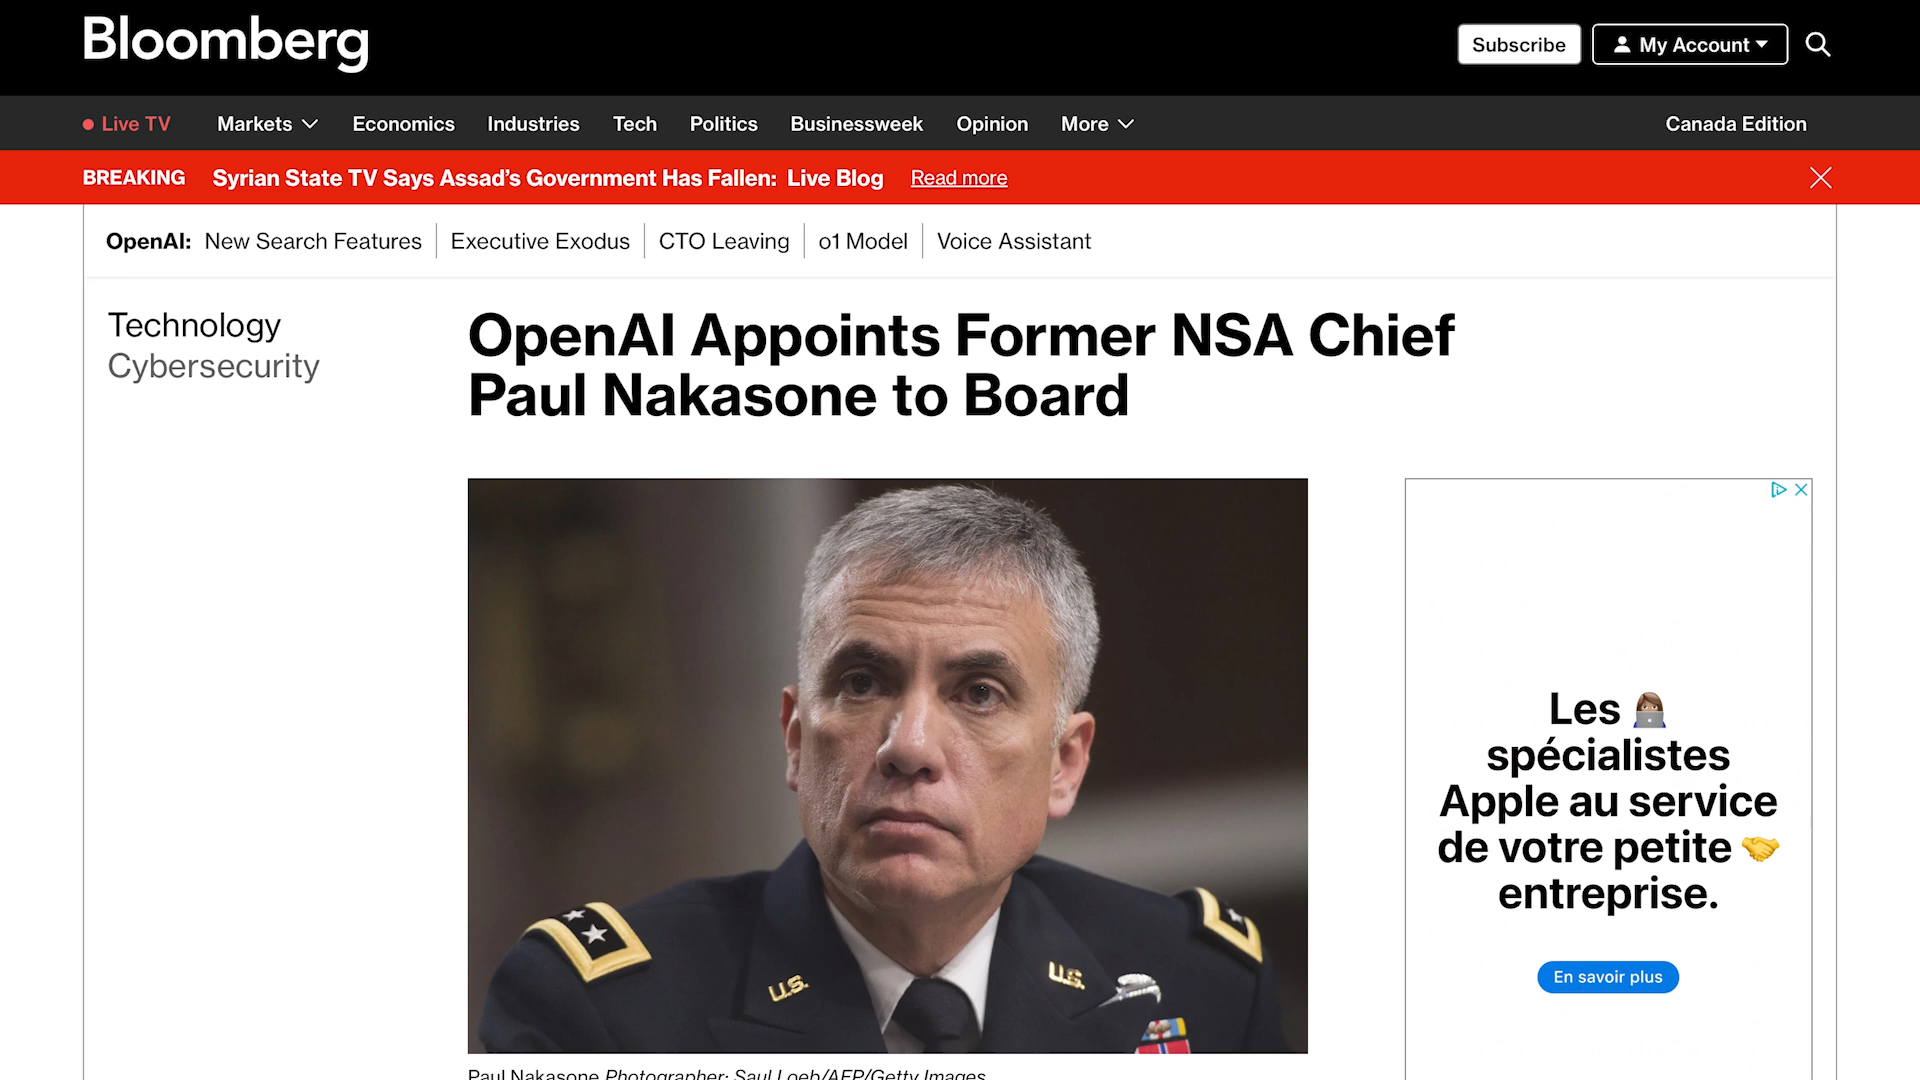 Bloomberg
Subscribe
My Account
Live TV
Markets
Economics
Industries
Tech
Politics
Businessweek
Opinion
More
Canada Edition
BREAKING
Syrian State TV Says Assad’s Government Has Fallen: Live Blog
Read more
OpenAI:
New Search Features
Executive Exodus
CTO Leaving
o1 Model
Voice Assistant
Technology
Cybersecurity
OpenAI Appoints Former NSA Chief
Paul Nakasone to Board
U.S.
U.S.
Paul Nakasone Photographer: Saul Loeb/AFP/Getty Images
Les
spécialistes
Apple au service
de votre petite
entreprise.
En savoir plus